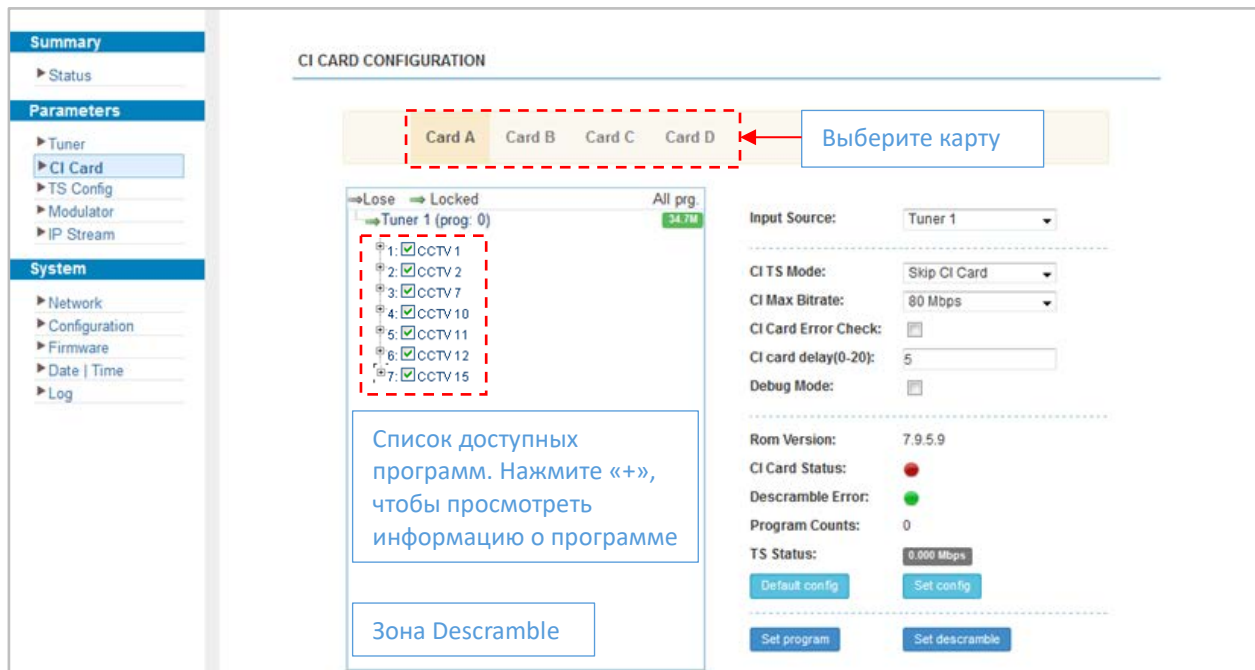 Summary
Status
Parameters
Tuner
CI Card
TS Config
Modulator
IP Stream
System
Network
Configuration
Firmware
Date | Time
Log
CI CARD CONFIGURATION
Card A Card B Card C Card D
Выберите карту
Lose Locked All prg.
Tuner 1 (prog: 0) 34.7M
1: CCTV 1
2: CCTV 2
3: CCTV 7
4: CCTV 10
5: CCTV 11
6: CCTV 12
7: CCTV 15
Список доступных
программ. Нажмите «+»,
чтобы просмотреть
информацию о программе
Зона Descramble
Input Source: Tuner 1
CI TS Mode: Skip CI Card
CI Max Bitrate: 80 Mbps
CI Card Error Check:
CI card delay(0-20): 5
Debug Mode:
Rom Version: 7.9.5.9
CI Card Status:
Descramble Error:
Program Counts: 0
TS Status: 0.000 Mbps
Default config Set config
Set program Set descramble